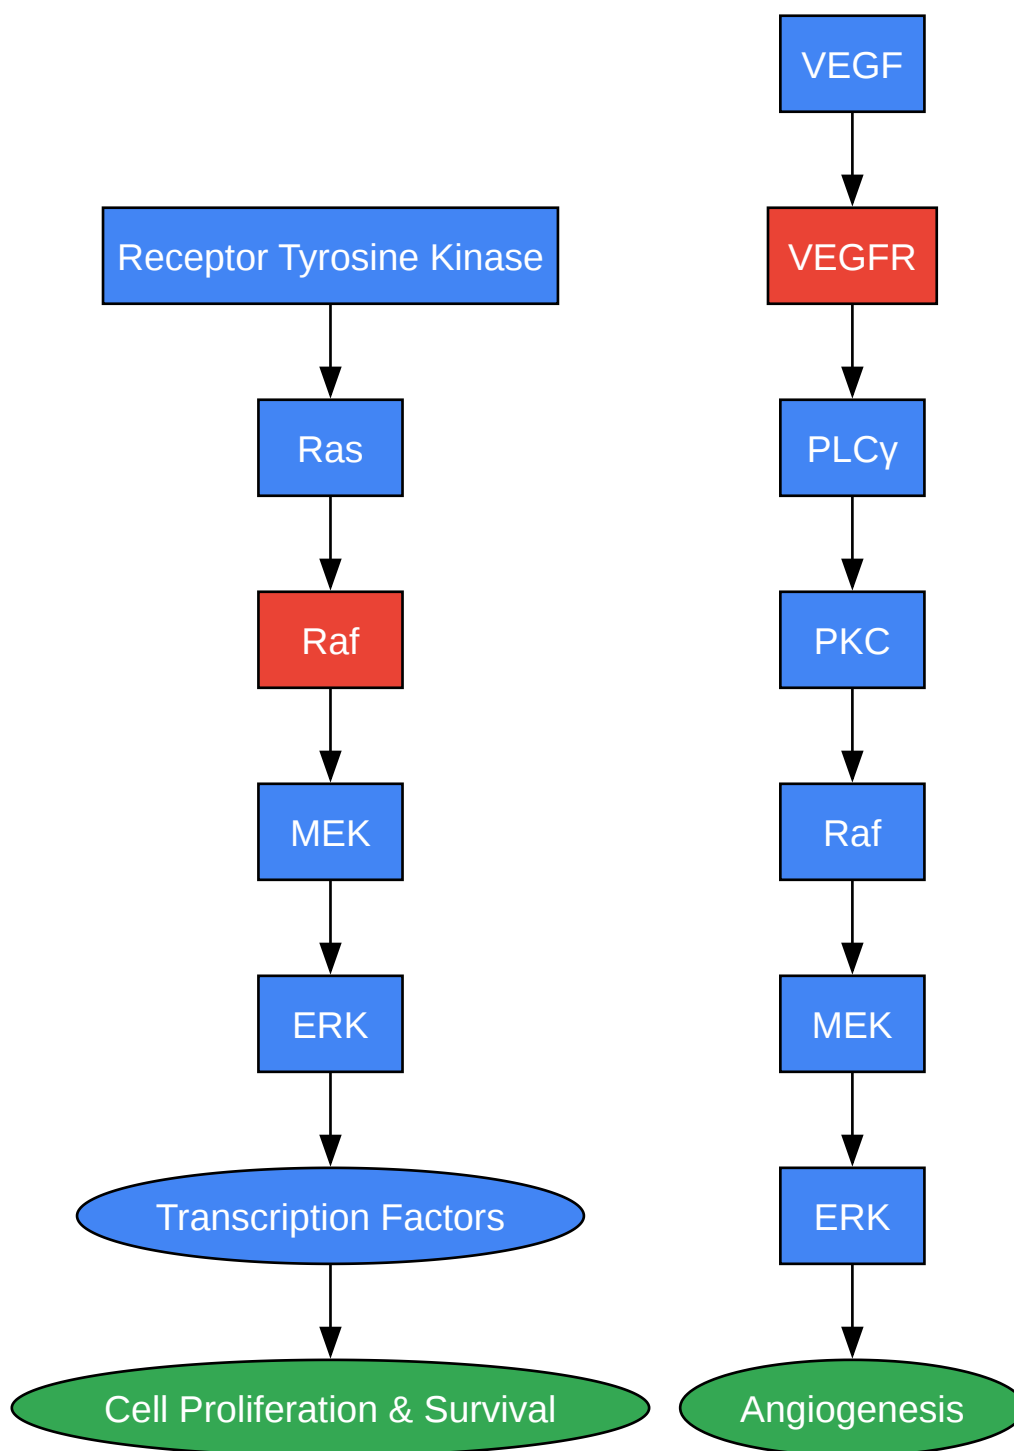 Receptor Tyrosine Kinase
Ras
Raf
MEK
ERK
Transcription Factors
Cell Proliferation & Survival
VEGF
VEGFR
PLCγ
PKC
Raf
MEK
ERK
Angiogenesis